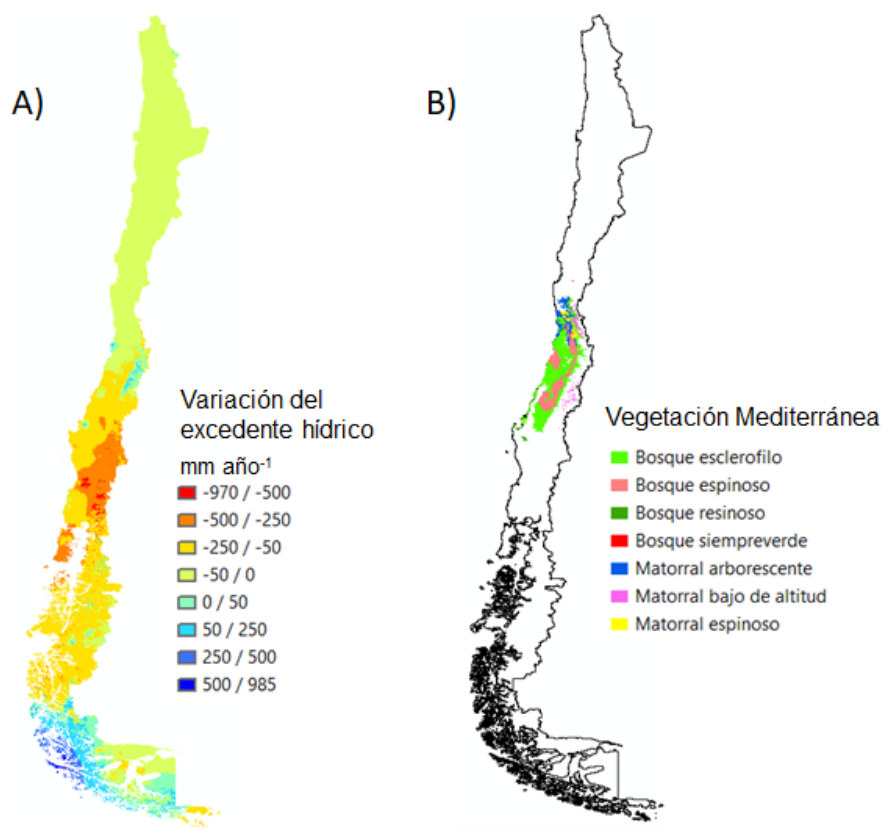 A)
B)
Variación del
excedente hídrico
mm año-1
-970 / -500
-500 / -250
-250 / -50
-50 / 0
0 / 50
50 / 250
250 / 500
500 / 985
Vegetación Mediterránea
Bosque esclerofilo
Bosque espinoso
Bosque resinoso
Bosque siempreverde
Matorral arborescente
Matorral bajo de altitud
Matorral espinoso